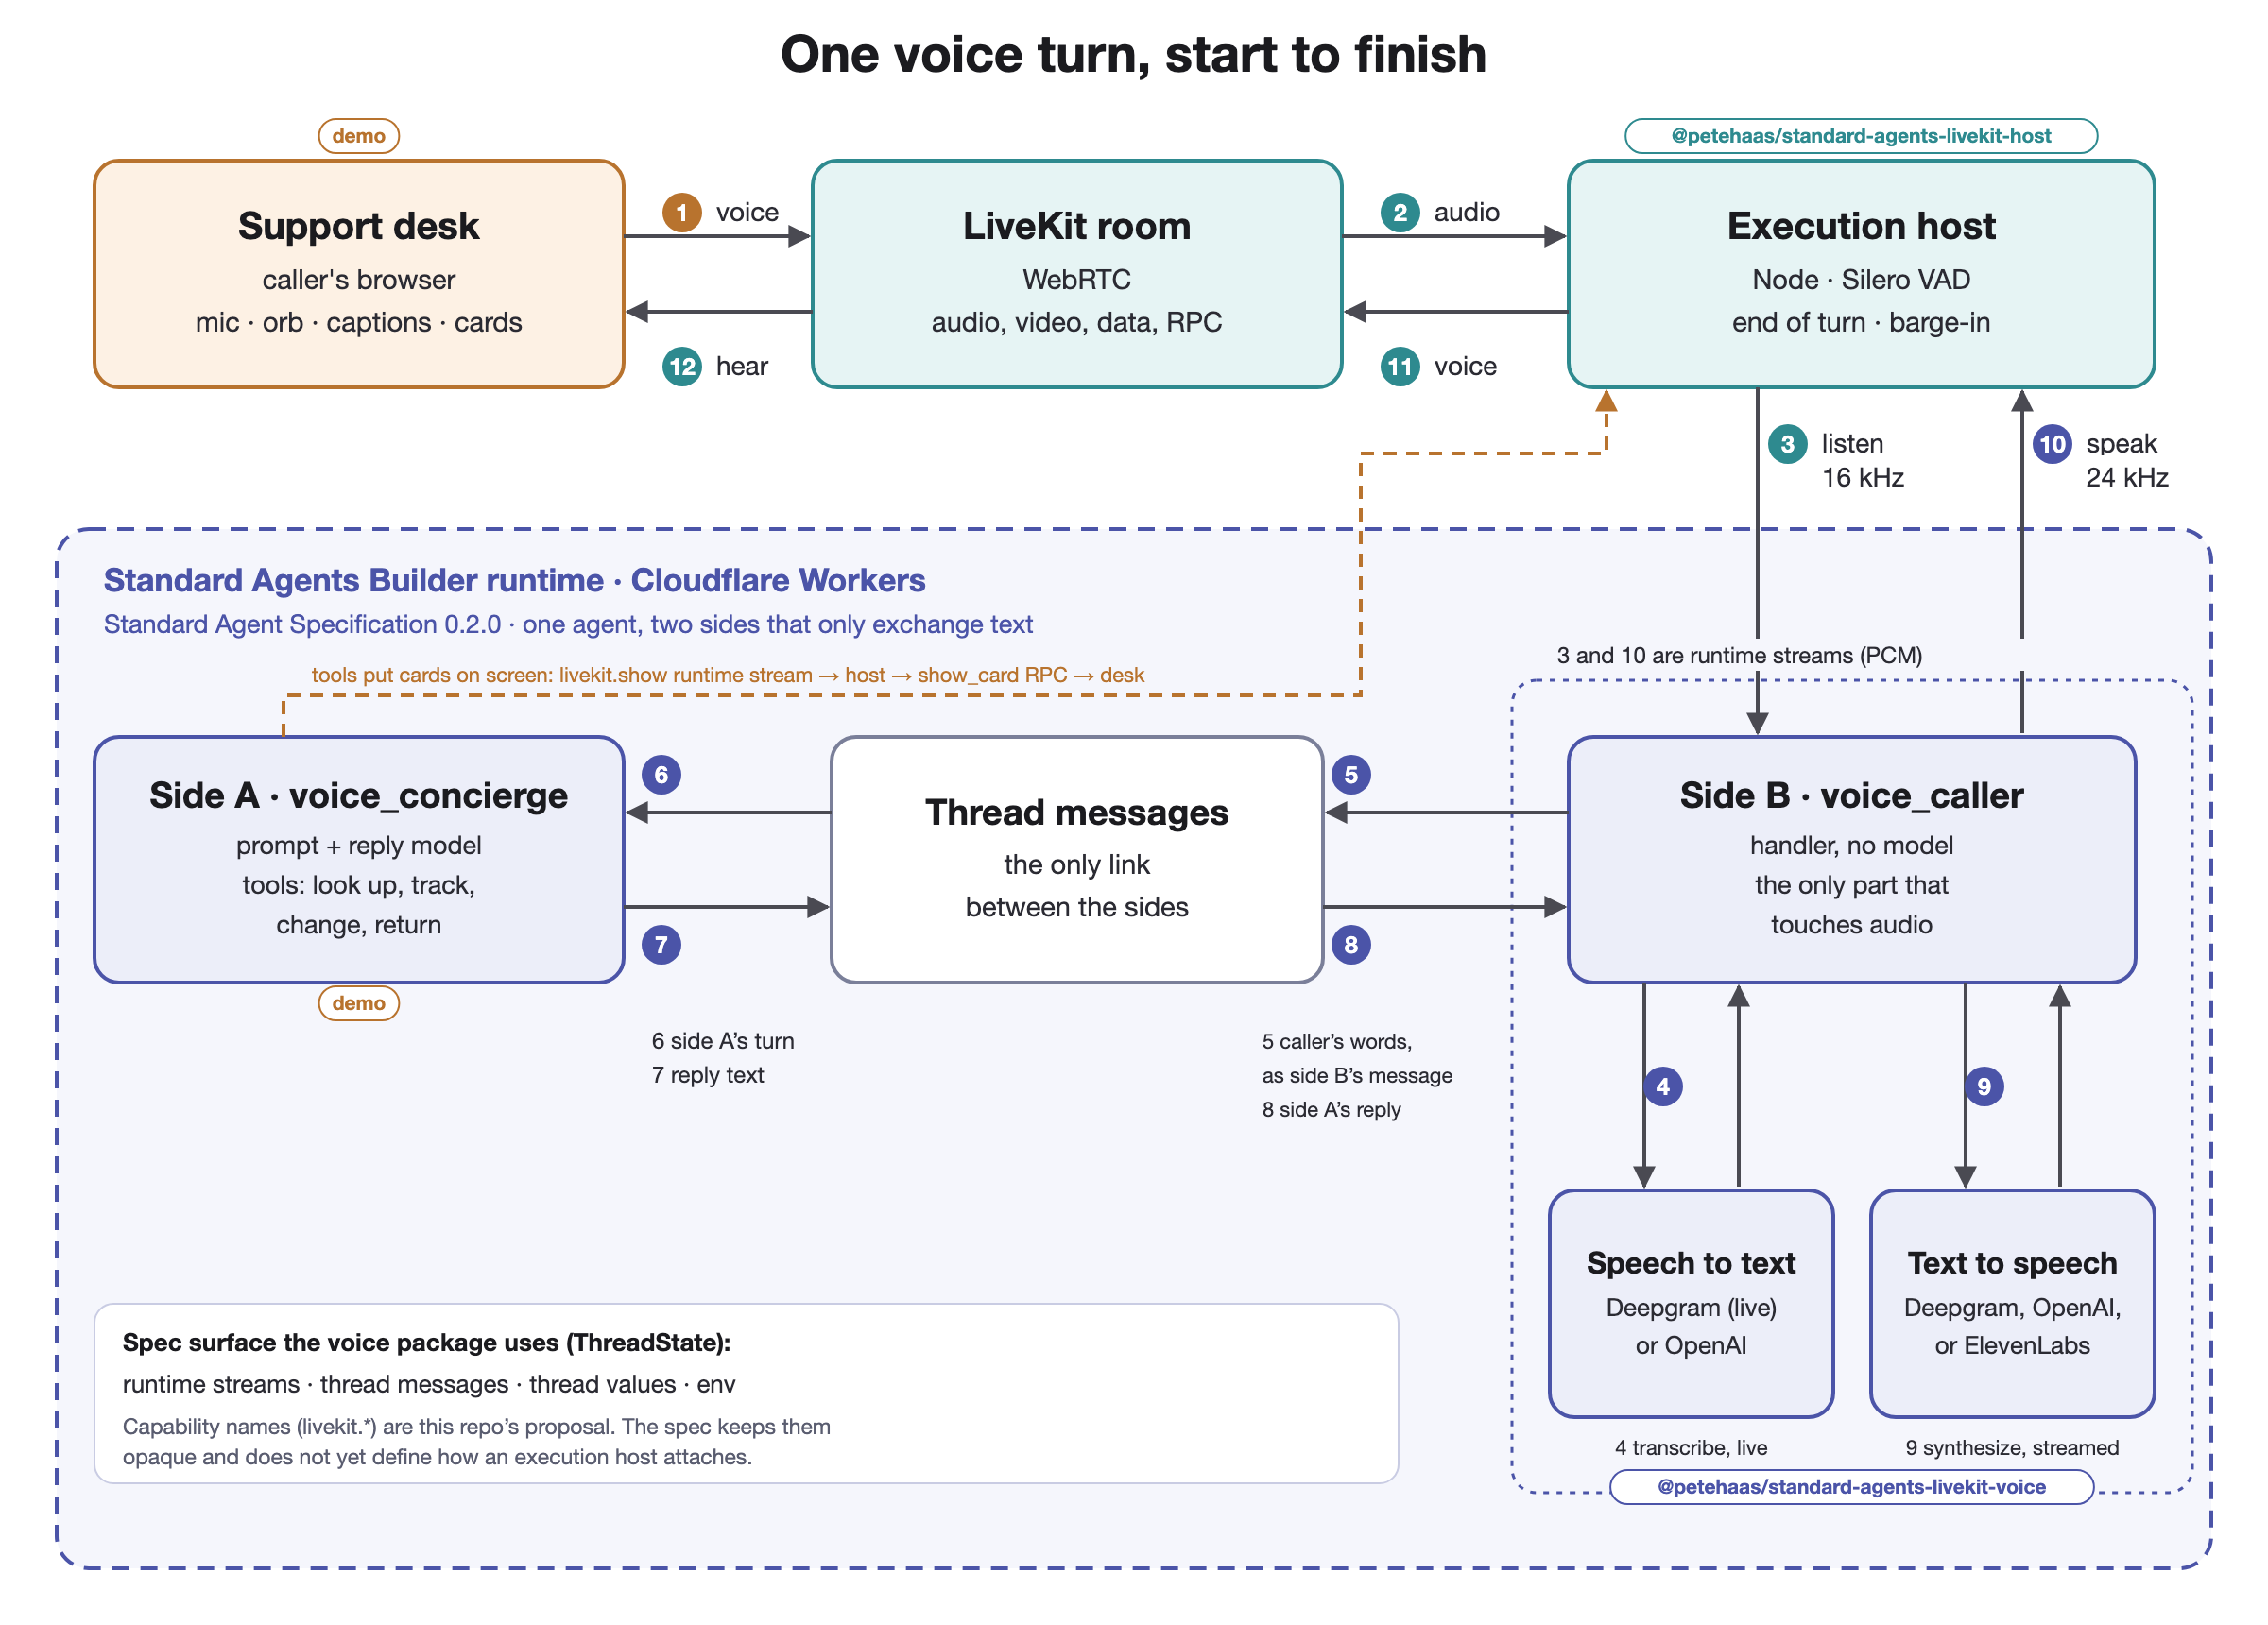 One voice turn, start to finish
demo
@petehaas/standard-agents-livekit-host
Support desk
caller's browser
mic · orb · captions · cards
1 voice
12 hear
LiveKit room
WebRTC
audio, video, data, RPC
2 audio
11 voice
Execution host
Node · Silero VAD
end of turn · barge-in
3 listen
16 kHz
10 speak
24 kHz
Standard Agents Builder runtime · Cloudflare Workers
Standard Agent Specification 0.2.0 · one agent, two sides that only exchange text
tools put cards on screen: livekit.show runtime stream → host → show_card RPC → desk
3 and 10 are runtime streams (PCM)
Side A · voice_concierge
prompt + reply model
tools: look up, track,
change, return
demo
6
7
6 side A’s turn
7 reply text
Thread messages
the only link
between the sides
5
8
5 caller’s words,
as side B’s message
8 side A’s reply
Side B · voice_caller
handler, no model
the only part that
touches audio
4
9
Speech to text
Deepgram (live)
or OpenAI
4 transcribe, live
Text to speech
Deepgram, OpenAI,
or ElevenLabs
9 synthesize, streamed
@petehaas/standard-agents-livekit-voice
Spec surface the voice package uses (ThreadState):
runtime streams · thread messages · thread values · env
Capability names (livekit.*) are this repo’s proposal. The spec keeps them
opaque and does not yet define how an execution host attaches.